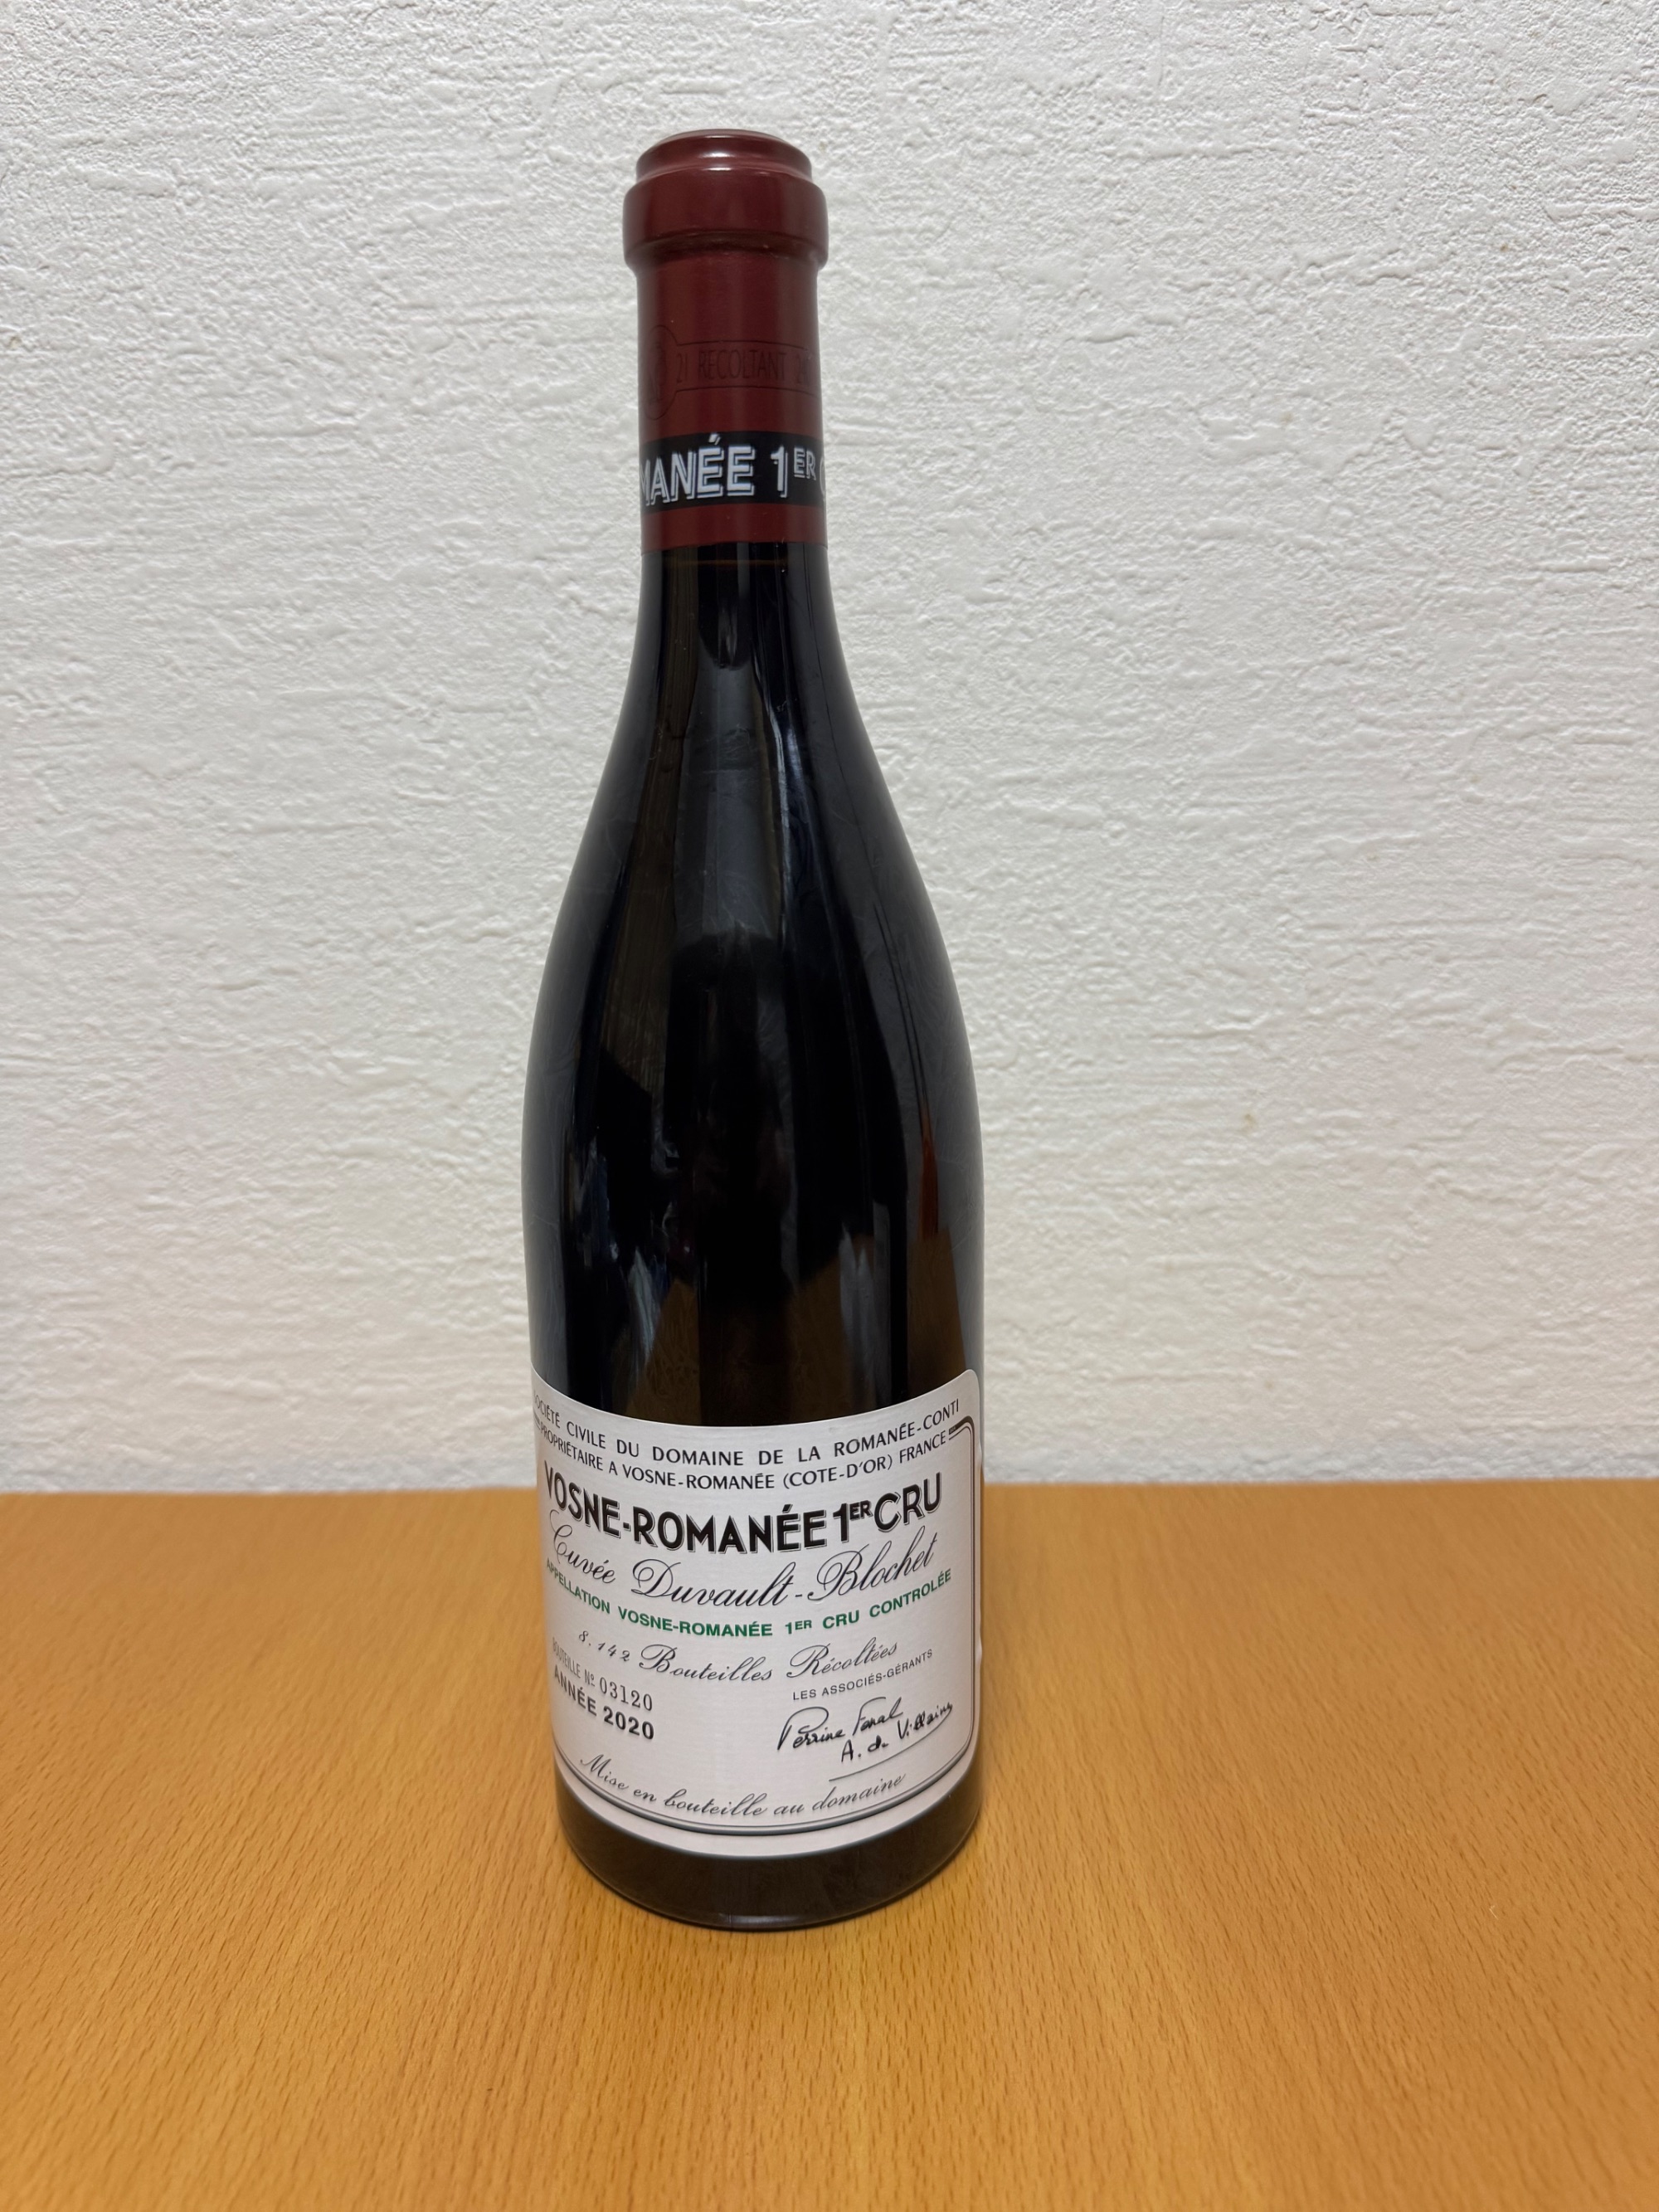 21 RECOLTANT
MANÉE 1ER
SOCIÉTÉ CIVILE DU DOMAINE DE LA ROMANÉE-CONTI
PROPRIÉTAIRE A VOSNE-ROMANÉE (COTE-D'OR) FRANCE
VOSNE-ROMANÉE 1ER CRU
Cuvée Duvault-Blochet
APPELLATION VOSNE-ROMANÉE 1ER CRU CONTROLÉE
8.142 Bouteilles Récoltées
BOUTEILLE Nº 03120
LES ASSOCIÉS-GÉRANTS
ANNÉE 2020
Perrine Fenal
A. de Villaine
Mise en bouteille au domaine